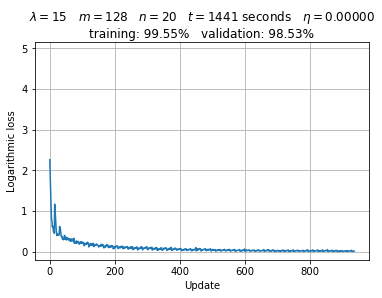 λ = 15 m = 128 n = 20 t = 1441 seconds η = 0.00000
training: 99.55% validation: 98.53%
5
4
3
2
1
0
Logarithmic loss
0 200 400 600 800
Update